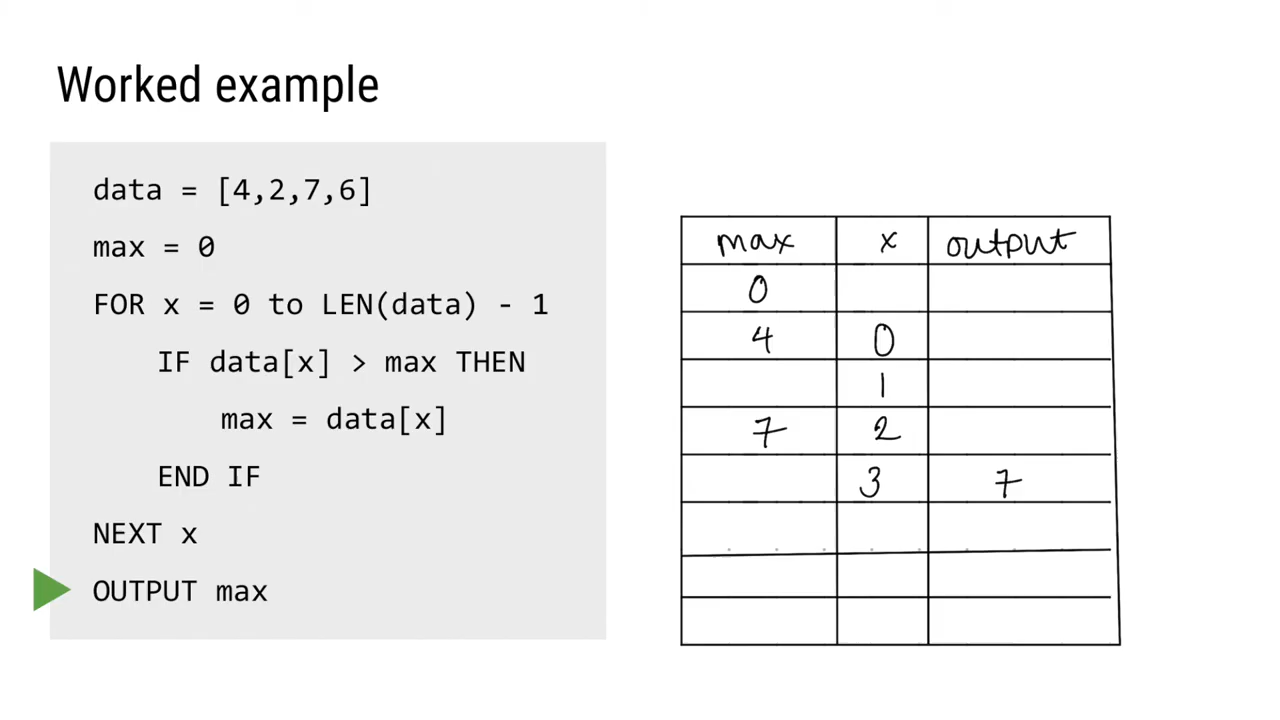 Worked example
data = [4,2,7,6]
max = 0
FOR x = 0 to LEN(data) - 1
IF data[x] > max THEN
max = data[x]
END IF
NEXT x
OUTPUT max
max x output
0
4 0
1
7 2
3 7